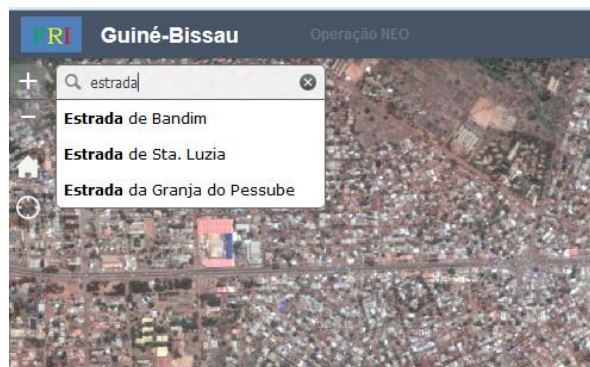 FRI Guiné-Bissau Operação NEO
estrada
Estrada de Bandim
Estrada de Sta. Luzia
Estrada da Granja do Pessube